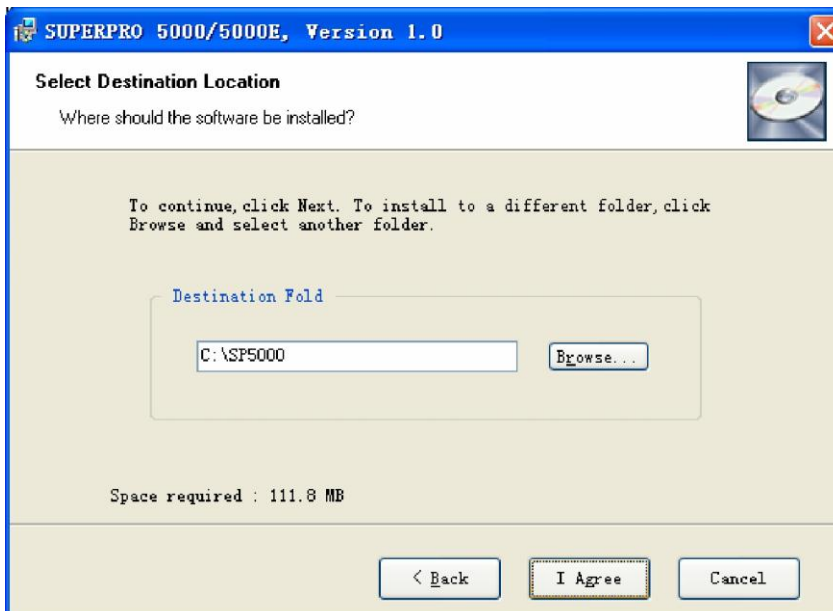 SUPERPRO 5000/5000E, Version 1.0
Select Destination Location
Where should the software be installed?
To continue,click Next. To install to a different folder,click
Browse and select another folder.
Destination Fold
C:\SP5000
Browse...
Space required : 111.8 MB
< Back
I Agree
Cancel